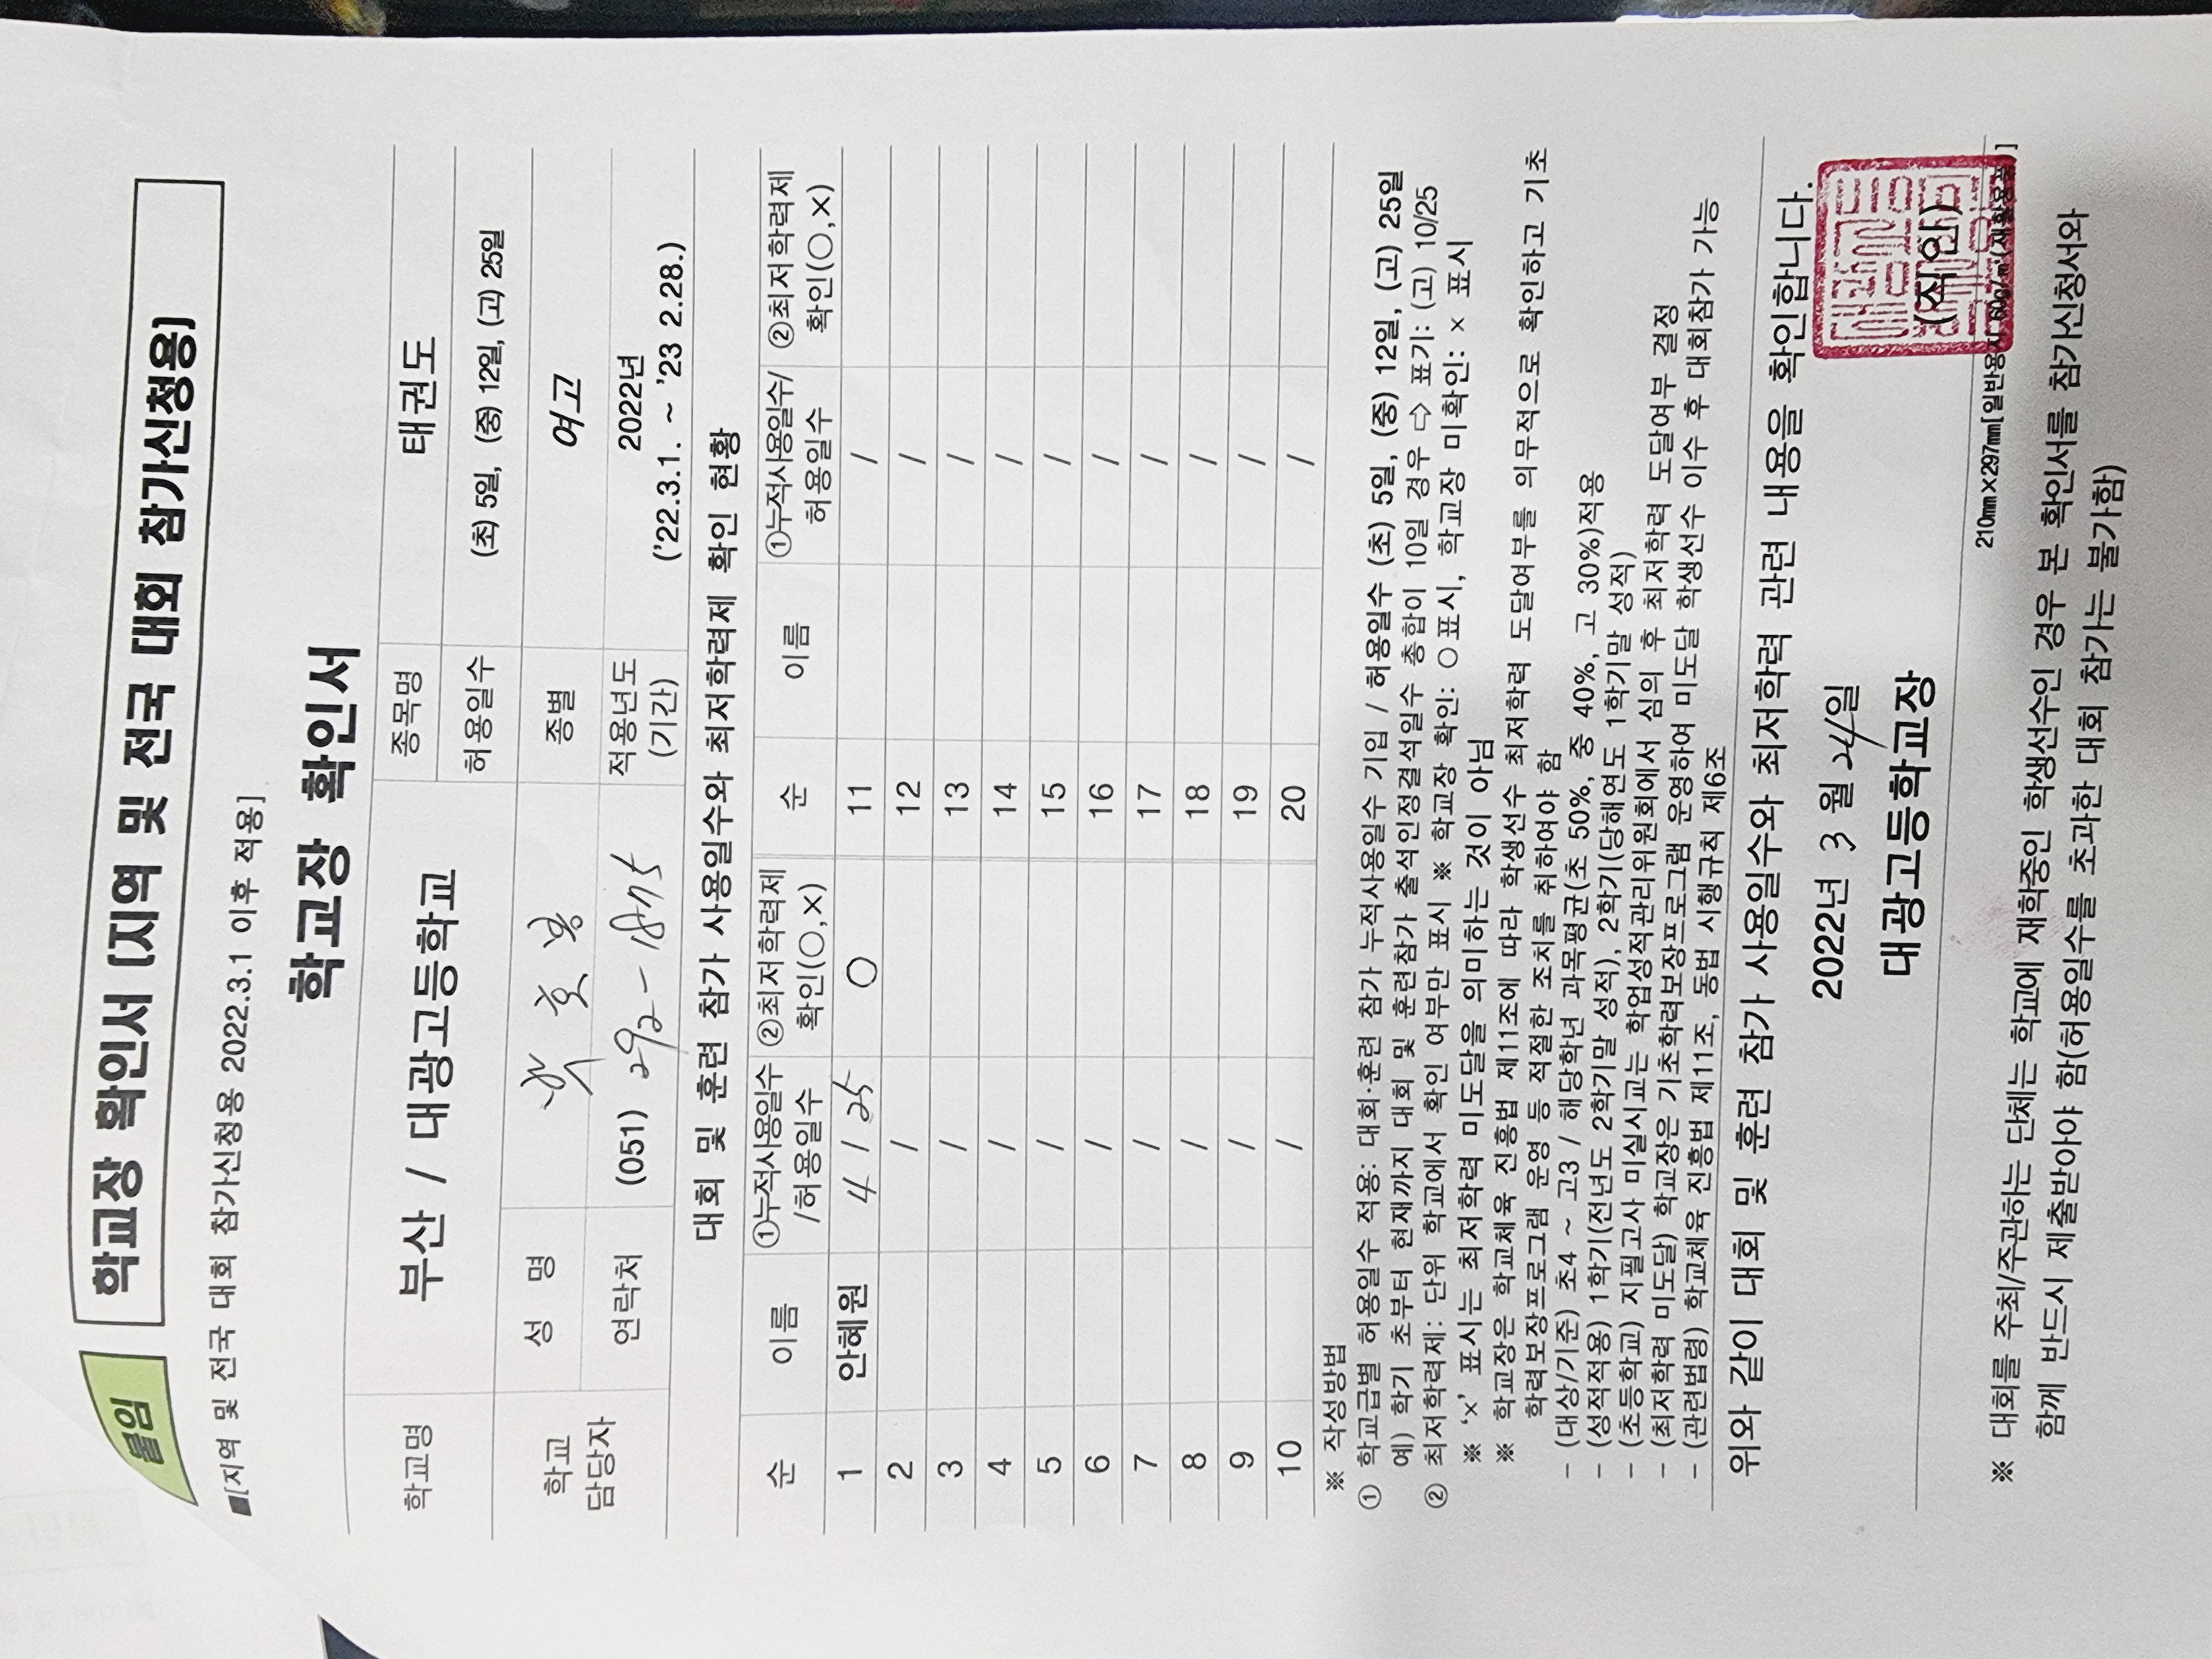 붙임
학교장 확인서 [지역 및 전국 대회 참가신청용]
■[지역 및 전국 대회 참가신청용 2022.3.1 이후 적용]
학교장 확인서
학교명 부산 / 대광고등학교 종목명 태권도
허용일수 (초) 5일, (중) 12일, (고) 25일
학교 담당자 성 명 종별 여고
연락처 (051) 292-1875 적용년도 (기간) 2022년 ('22.3.1. ~ '23 2.28.)
대회 및 훈련 참가 사용일수와 최저학력제 확인 현황
순 이름 ①누적사용일수/허용일수 ②최저학력제 확인(○,×) 순 이름 ①누적사용일수/허용일수 ②최저학력제 확인(○,×)
1 안혜원 4 / 25 ○ 11 /
2 / 12 /
3 / 13 /
4 / 14 /
5 / 15 /
6 / 16 /
7 / 17 /
8 / 18 /
9 / 19 /
10 / 20 /
※ 작성방법
① 학교급별 허용일수 적용: 대회·훈련 참가 누적사용일수 기입 / 허용일수 (초) 5일, (중) 12일, (고) 25일
예) 학기 초부터 현재까지 대회 및 훈련참가 출석인정결석일수 총합이 10일 경우 ⇨ 표기: (고) 10/25
② 최저학력제: 단위 학교에서 확인 여부만 표시 ※ 학교장 확인: ○표시, 학교장 미확인: × 표시
※ '×' 표시는 최저학력 미도달을 의미하는 것이 아님
※ 학교장은 학교체육 진흥법 제11조에 따라 학생선수 최저학력 도달여부를 의무적으로 확인하고 기초
학력보장프로그램 운영 등 적절한 조치를 취하여야 함
- (대상/기준) 초4 ~ 고3 / 해당학년 과목평균(초 50%, 중 40%, 고 30%)적용
- (성적적용) 1학기(전년도 2학기말 성적), 2학기(당해연도 1학기말 성적)
- (초등학교) 지필고사 미실시교는 학업성적관리위원회에서 심의 후 최저학력 도달여부 결정
- (최저학력 미도달) 학교장은 기초학력보장프로그램 운영하여 미도달 학생선수 이수 후 대회참가 가능
- (관련법령) 학교체육 진흥법 제11조, 동법 시행규칙 제6조
위와 같이 대회 및 훈련 참가 사용일수와 최저학력 관련 내용을 확인합니다.
2022년 3 월 24일
대광고등학교장 (직인)
210mm×297mm[일반용지 60g/㎡(재활용품)]
※ 대회를 주최/주관하는 단체는 학교에 재학중인 학생선수인 경우 본 확인서를 참가신청서와
함께 반드시 제출받아야 함(허용일수를 초과한 대회 참가는 불가함)